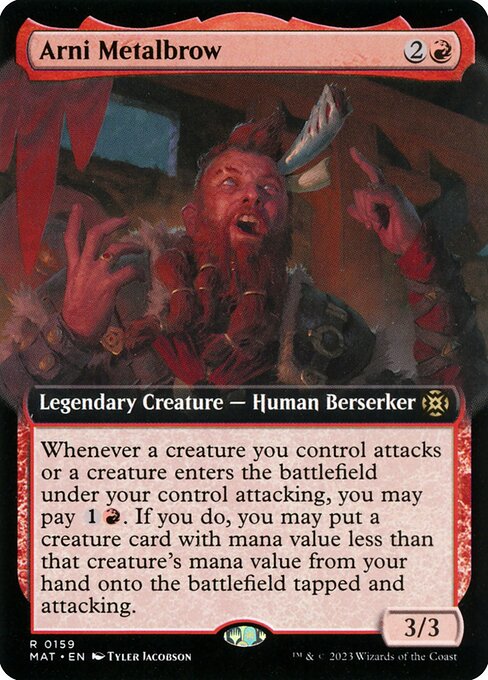 Arni Metalbrow 2
Legendary Creature — Human Berserker
Whenever a creature you control attacks
or a creature enters the battlefield
under your control attacking, you may
pay 1 . If you do, you may put a
creature card with mana value less than
that creature's mana value from your
hand onto the battlefield tapped and
attacking.
3/3
R 0159
MAT • EN Tyler Jacobson
™ & © 2023 Wizards of the Coast